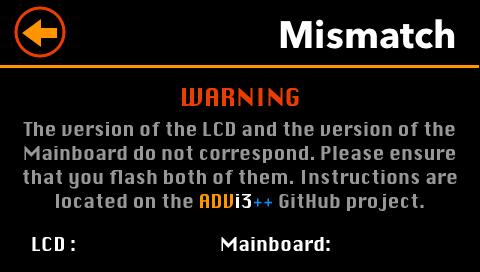 Mismatch
WARNING
The version of the LCD and the version of the
Mainboard do not correspond. Please ensure
that you flash both of them. Instructions are
located on the ADVi3++ GitHub project.
LCD: Mainboard: